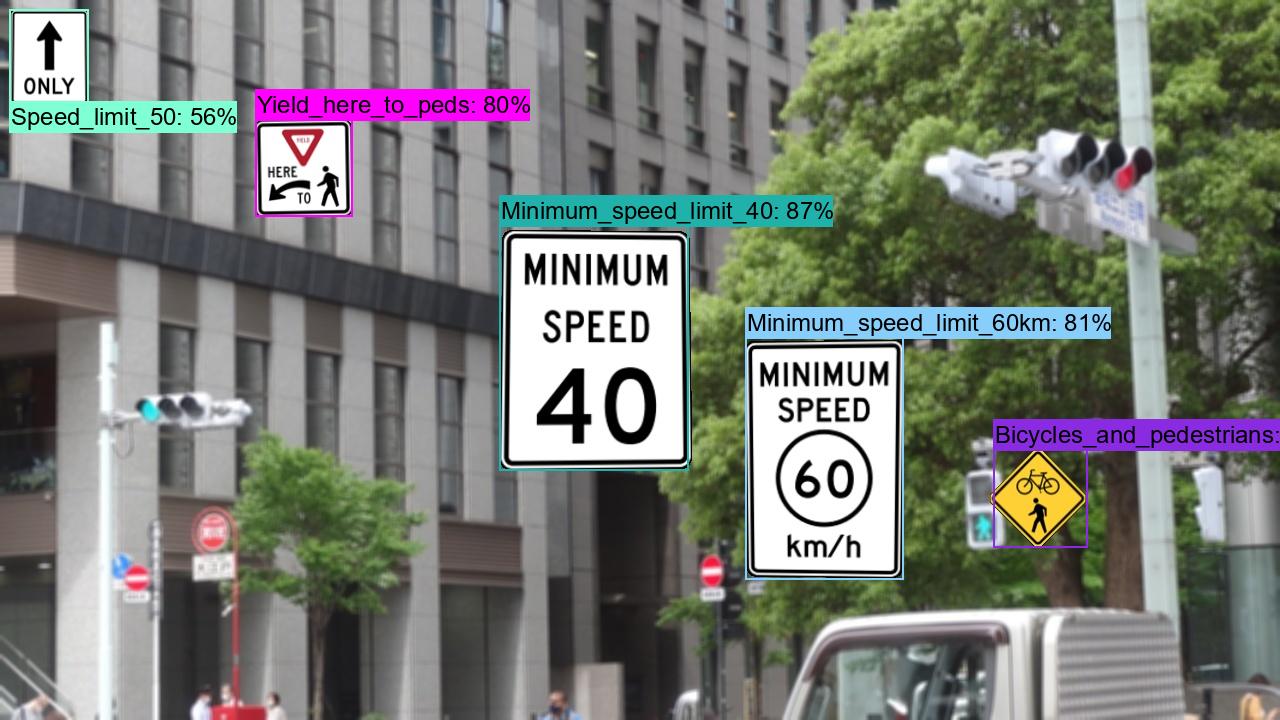 ONLY
Speed_limit_50: 56%
Yield_here_to_peds: 80%
YIELD
HERE
TO
Minimum_speed_limit_40: 87%
MINIMUM
SPEED
40
Minimum_speed_limit_60km: 81%
MINIMUM
SPEED
60
km/h
Bicycles_and_pedestrians: